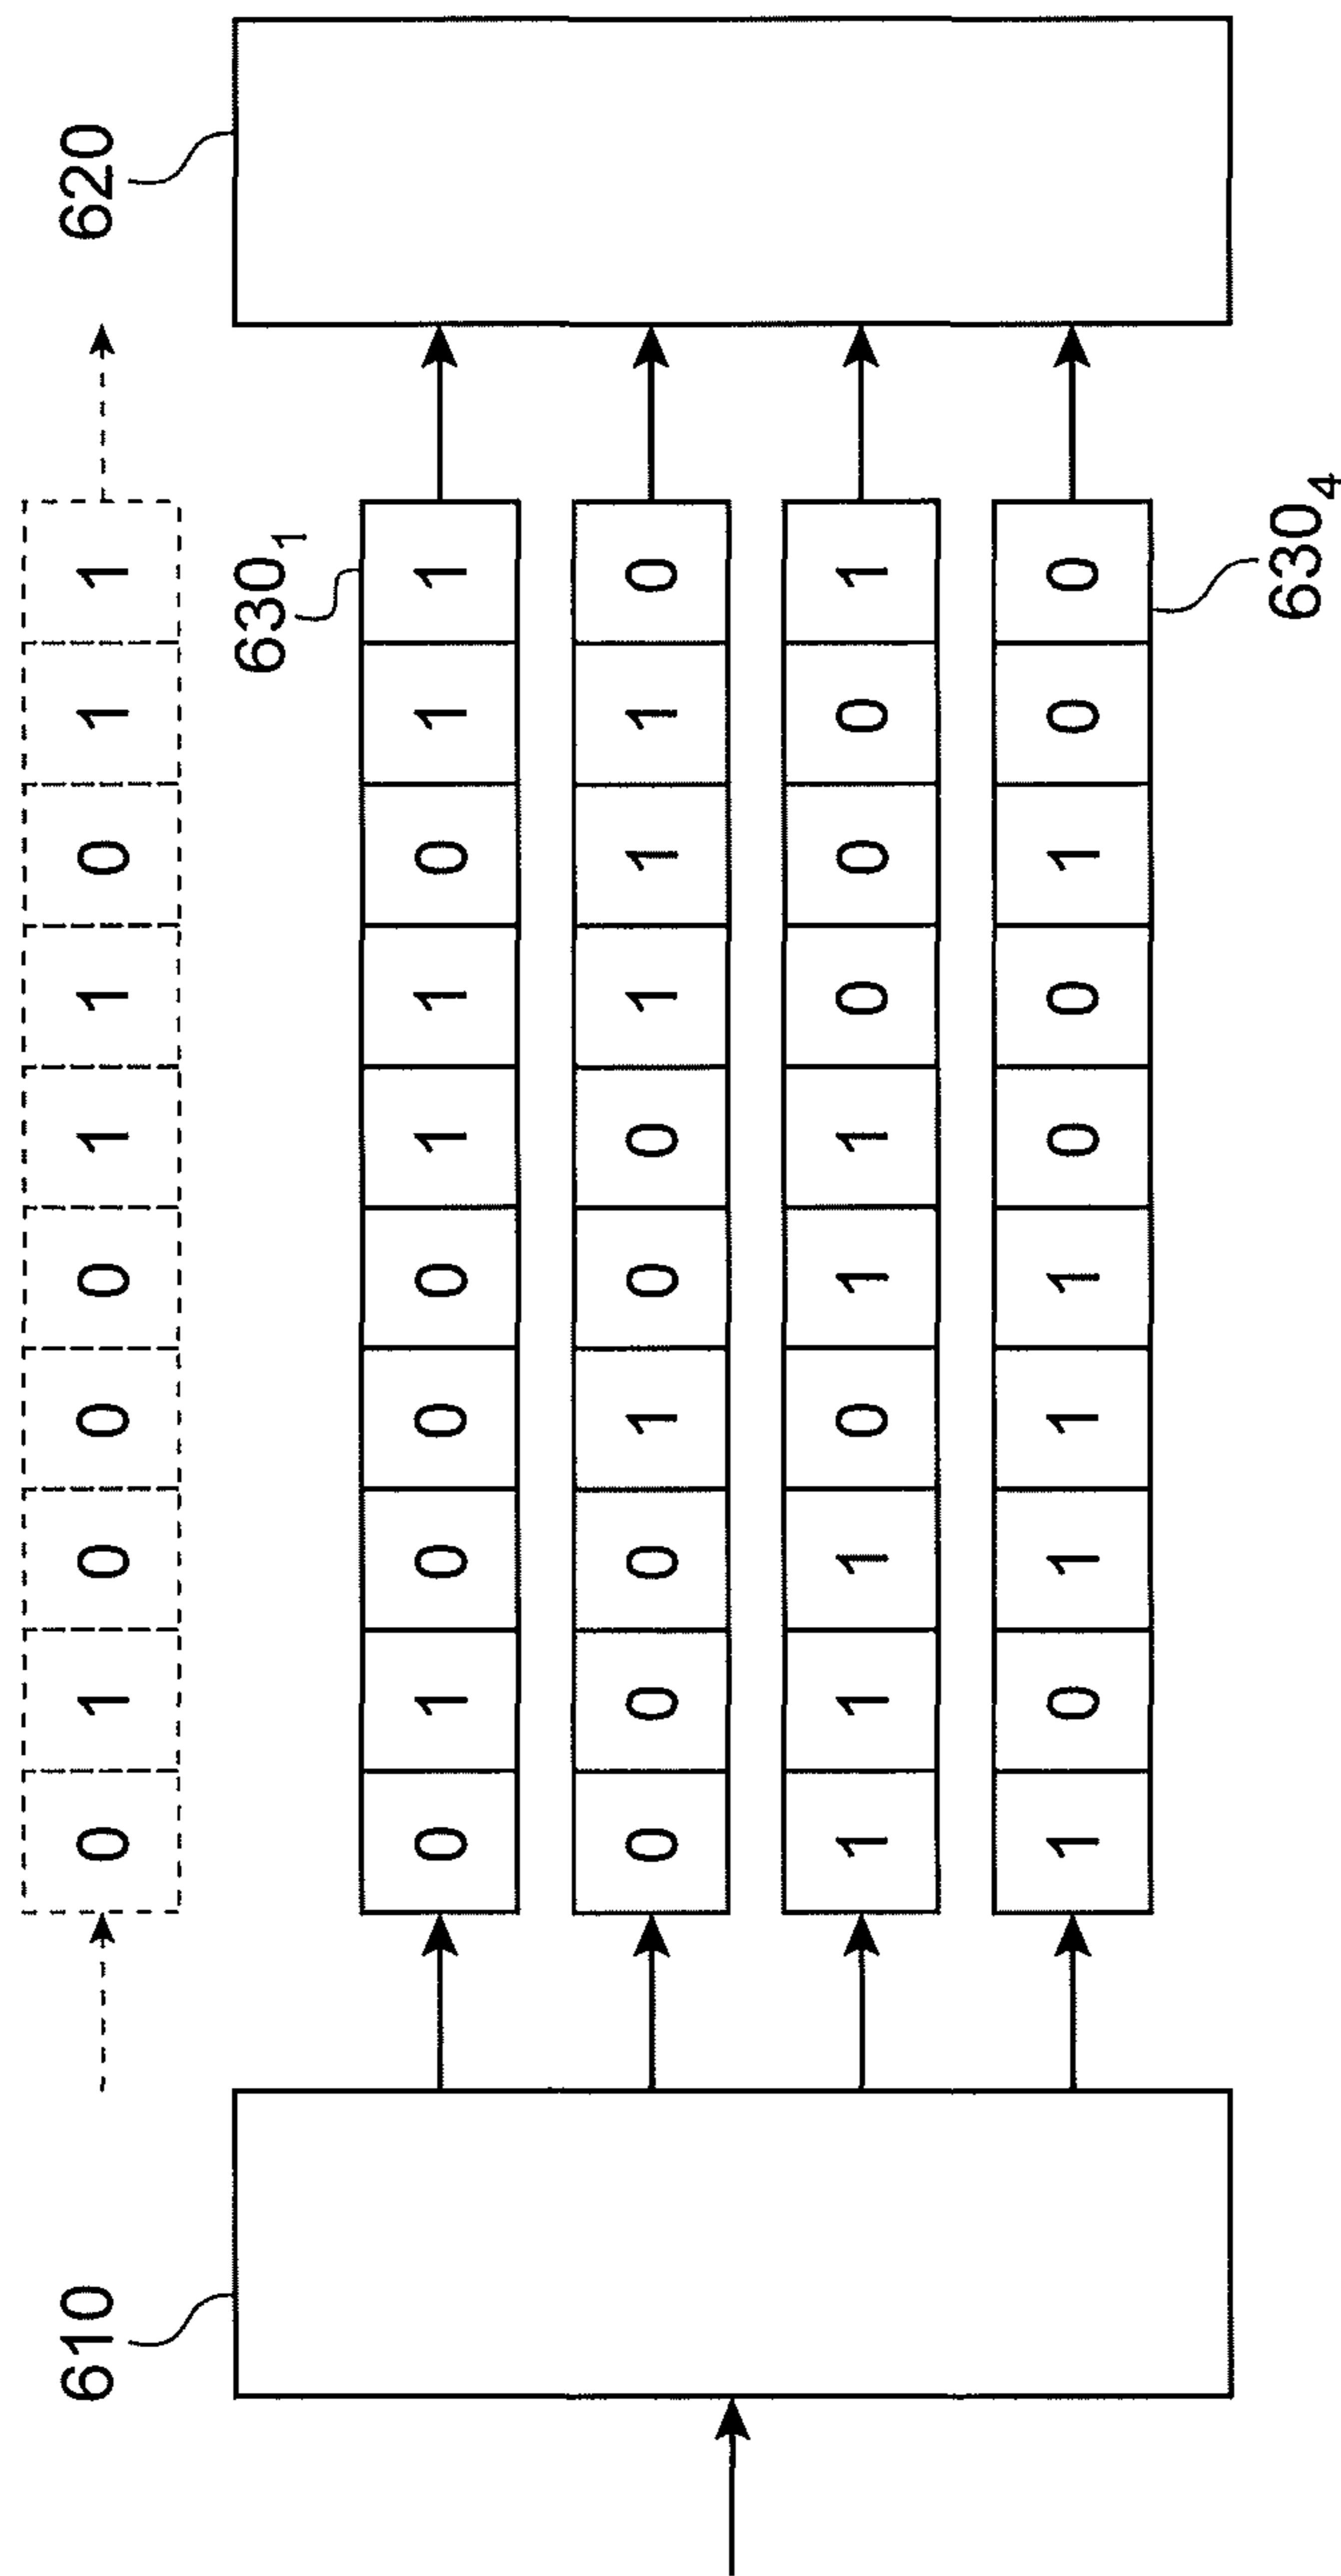 610 620
0 1 0 0 0 1 1 0 1 1
630₁
0 1 0 0 0 1 1 0 1 1
0 0 0 1 0 0 1 1 1 0
1 1 1 0 1 1 0 0 0 1
1 0 1 1 1 0 0 1 0 0
630₄